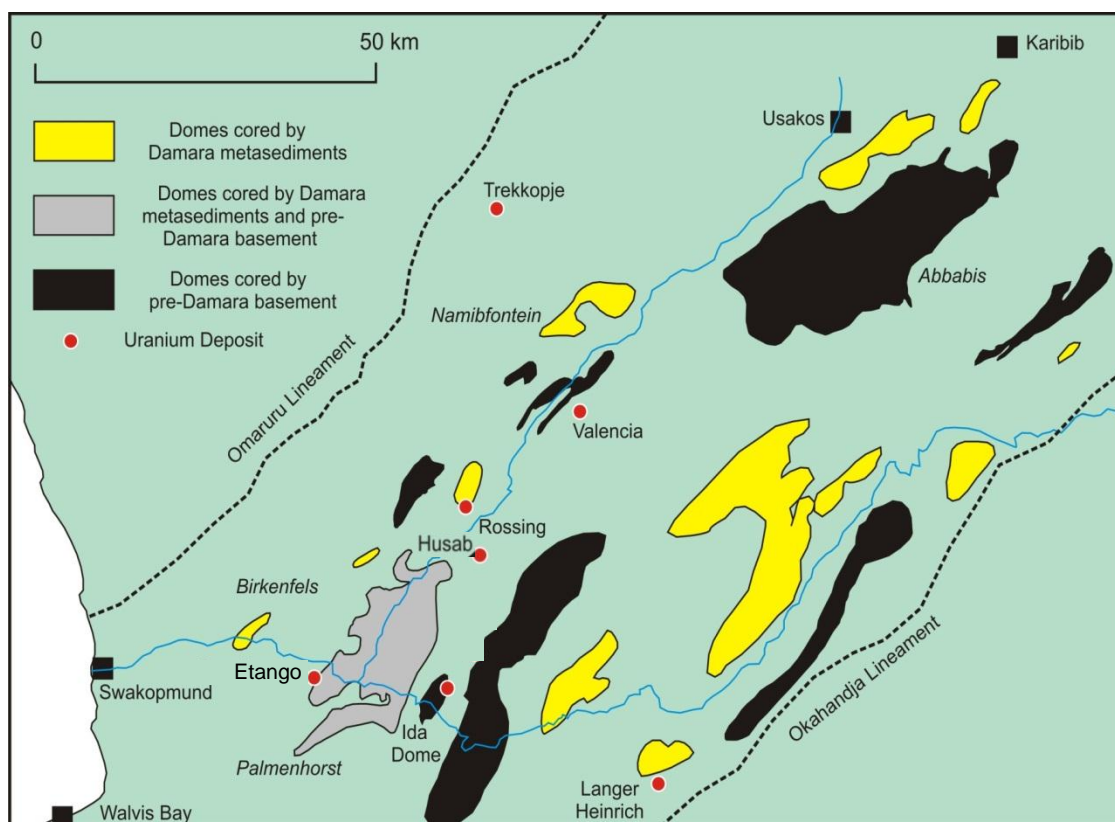 0 50 km
Domes cored by
Damara metasediments
Domes cored by Damara
metasediments and pre-
Damara basement
Domes cored by
pre-Damara basement
Uranium Deposit
Karibib
Usakos
Trekkopje
Abbabis
Namibfontein
Omaruru Lineament
Valencia
Rossing
Husab
Birkenfels
Etango
Swakopmund
Ida
Dome
Okahandja Lineament
Palmenhorst
Langer
Heinrich
Walvis Bay